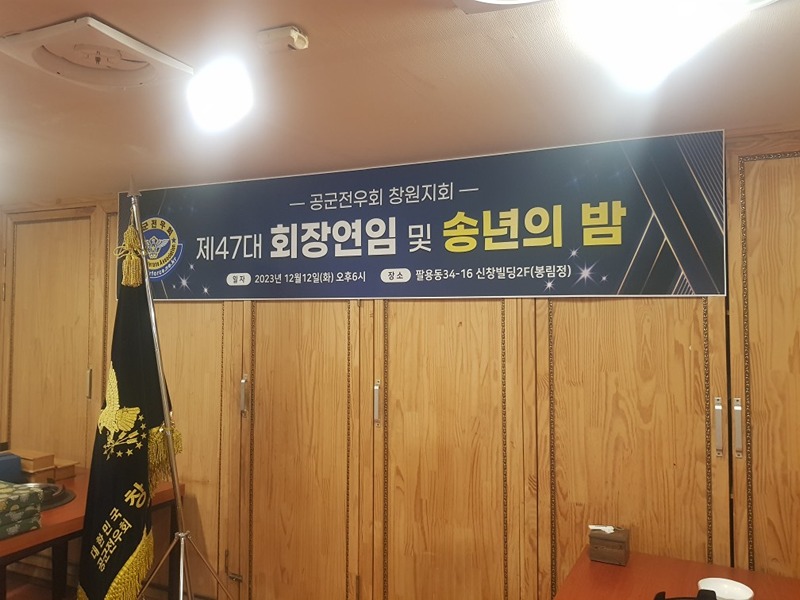 — 공군전우회 창원지회 —
제47대 회장연임 및 송년의 밤
일자 2023년 12월12일(화) 오후6시 장소 팔용동34-16 신창빌딩2F(봉림정)
대한민국
공군전우회
창